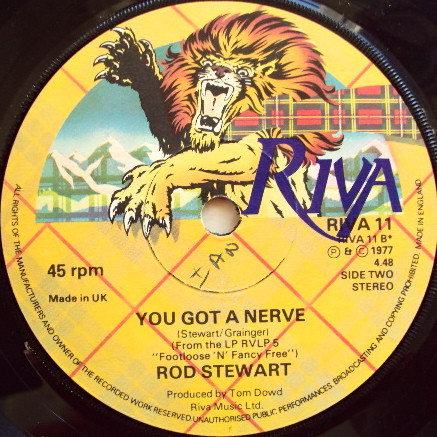 RIVA
RIVA 11
RIVA 11 B*
℗ & © 1977
4.48
SIDE TWO
STEREO
45 rpm
Made in UK
HAN
YOU GOT A NERVE
(Stewart/Grainger)
(From the LP RVLP 5
"Footloose 'N' Fancy Free")
ROD STEWART
Produced by Tom Dowd
Riva Music Ltd.
ALL RIGHTS OF THE MANUFACTURERS AND OWNER OF THE RECORDED WORK RESERVED. UNAUTHORISED PUBLIC PERFORMANCES, BROADCASTING AND COPYING PROHIBITED. MADE IN ENGLAND